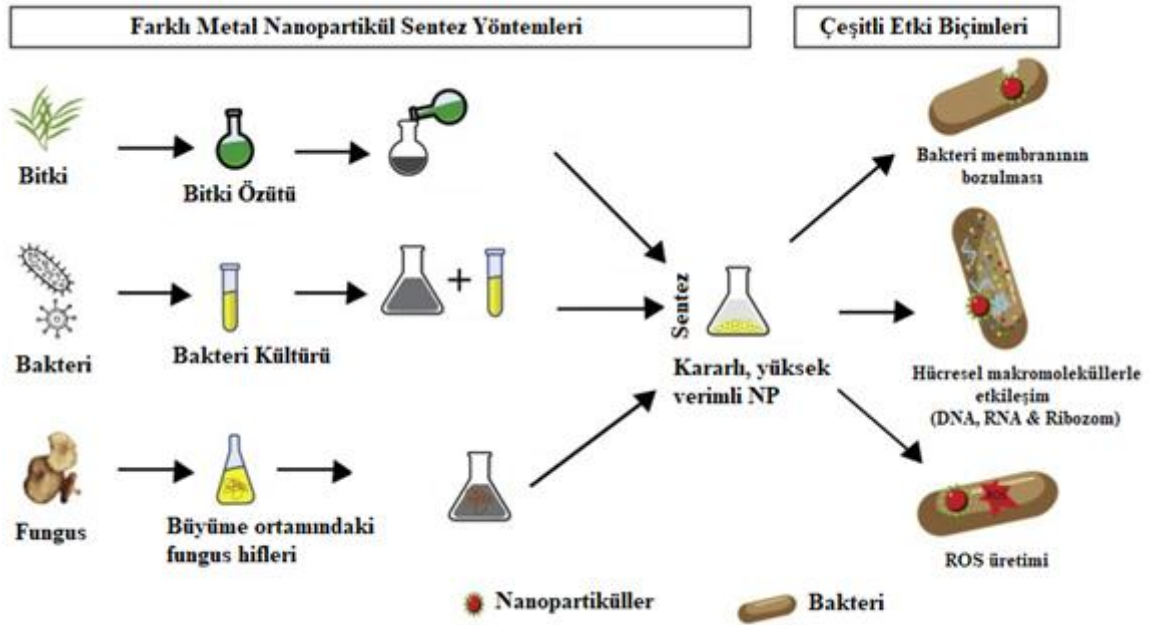 Farklı Metal Nanopartikül Sentez Yöntemleri
Çeşitli Etki Biçimleri
Bitki
Bitki Özütü
Bakteri
Bakteri Kültürü
+
Fungus
Büyüme ortamındaki
fungus hifleri
Sentez
Kararlı, yüksek
verimli NP
Bakteri membranının
bozulması
Hücresel makromoleküllerle
etkileşim
(DNA, RNA & Ribozom)
ROS
ROS üretimi
Nanopartiküller
Bakteri